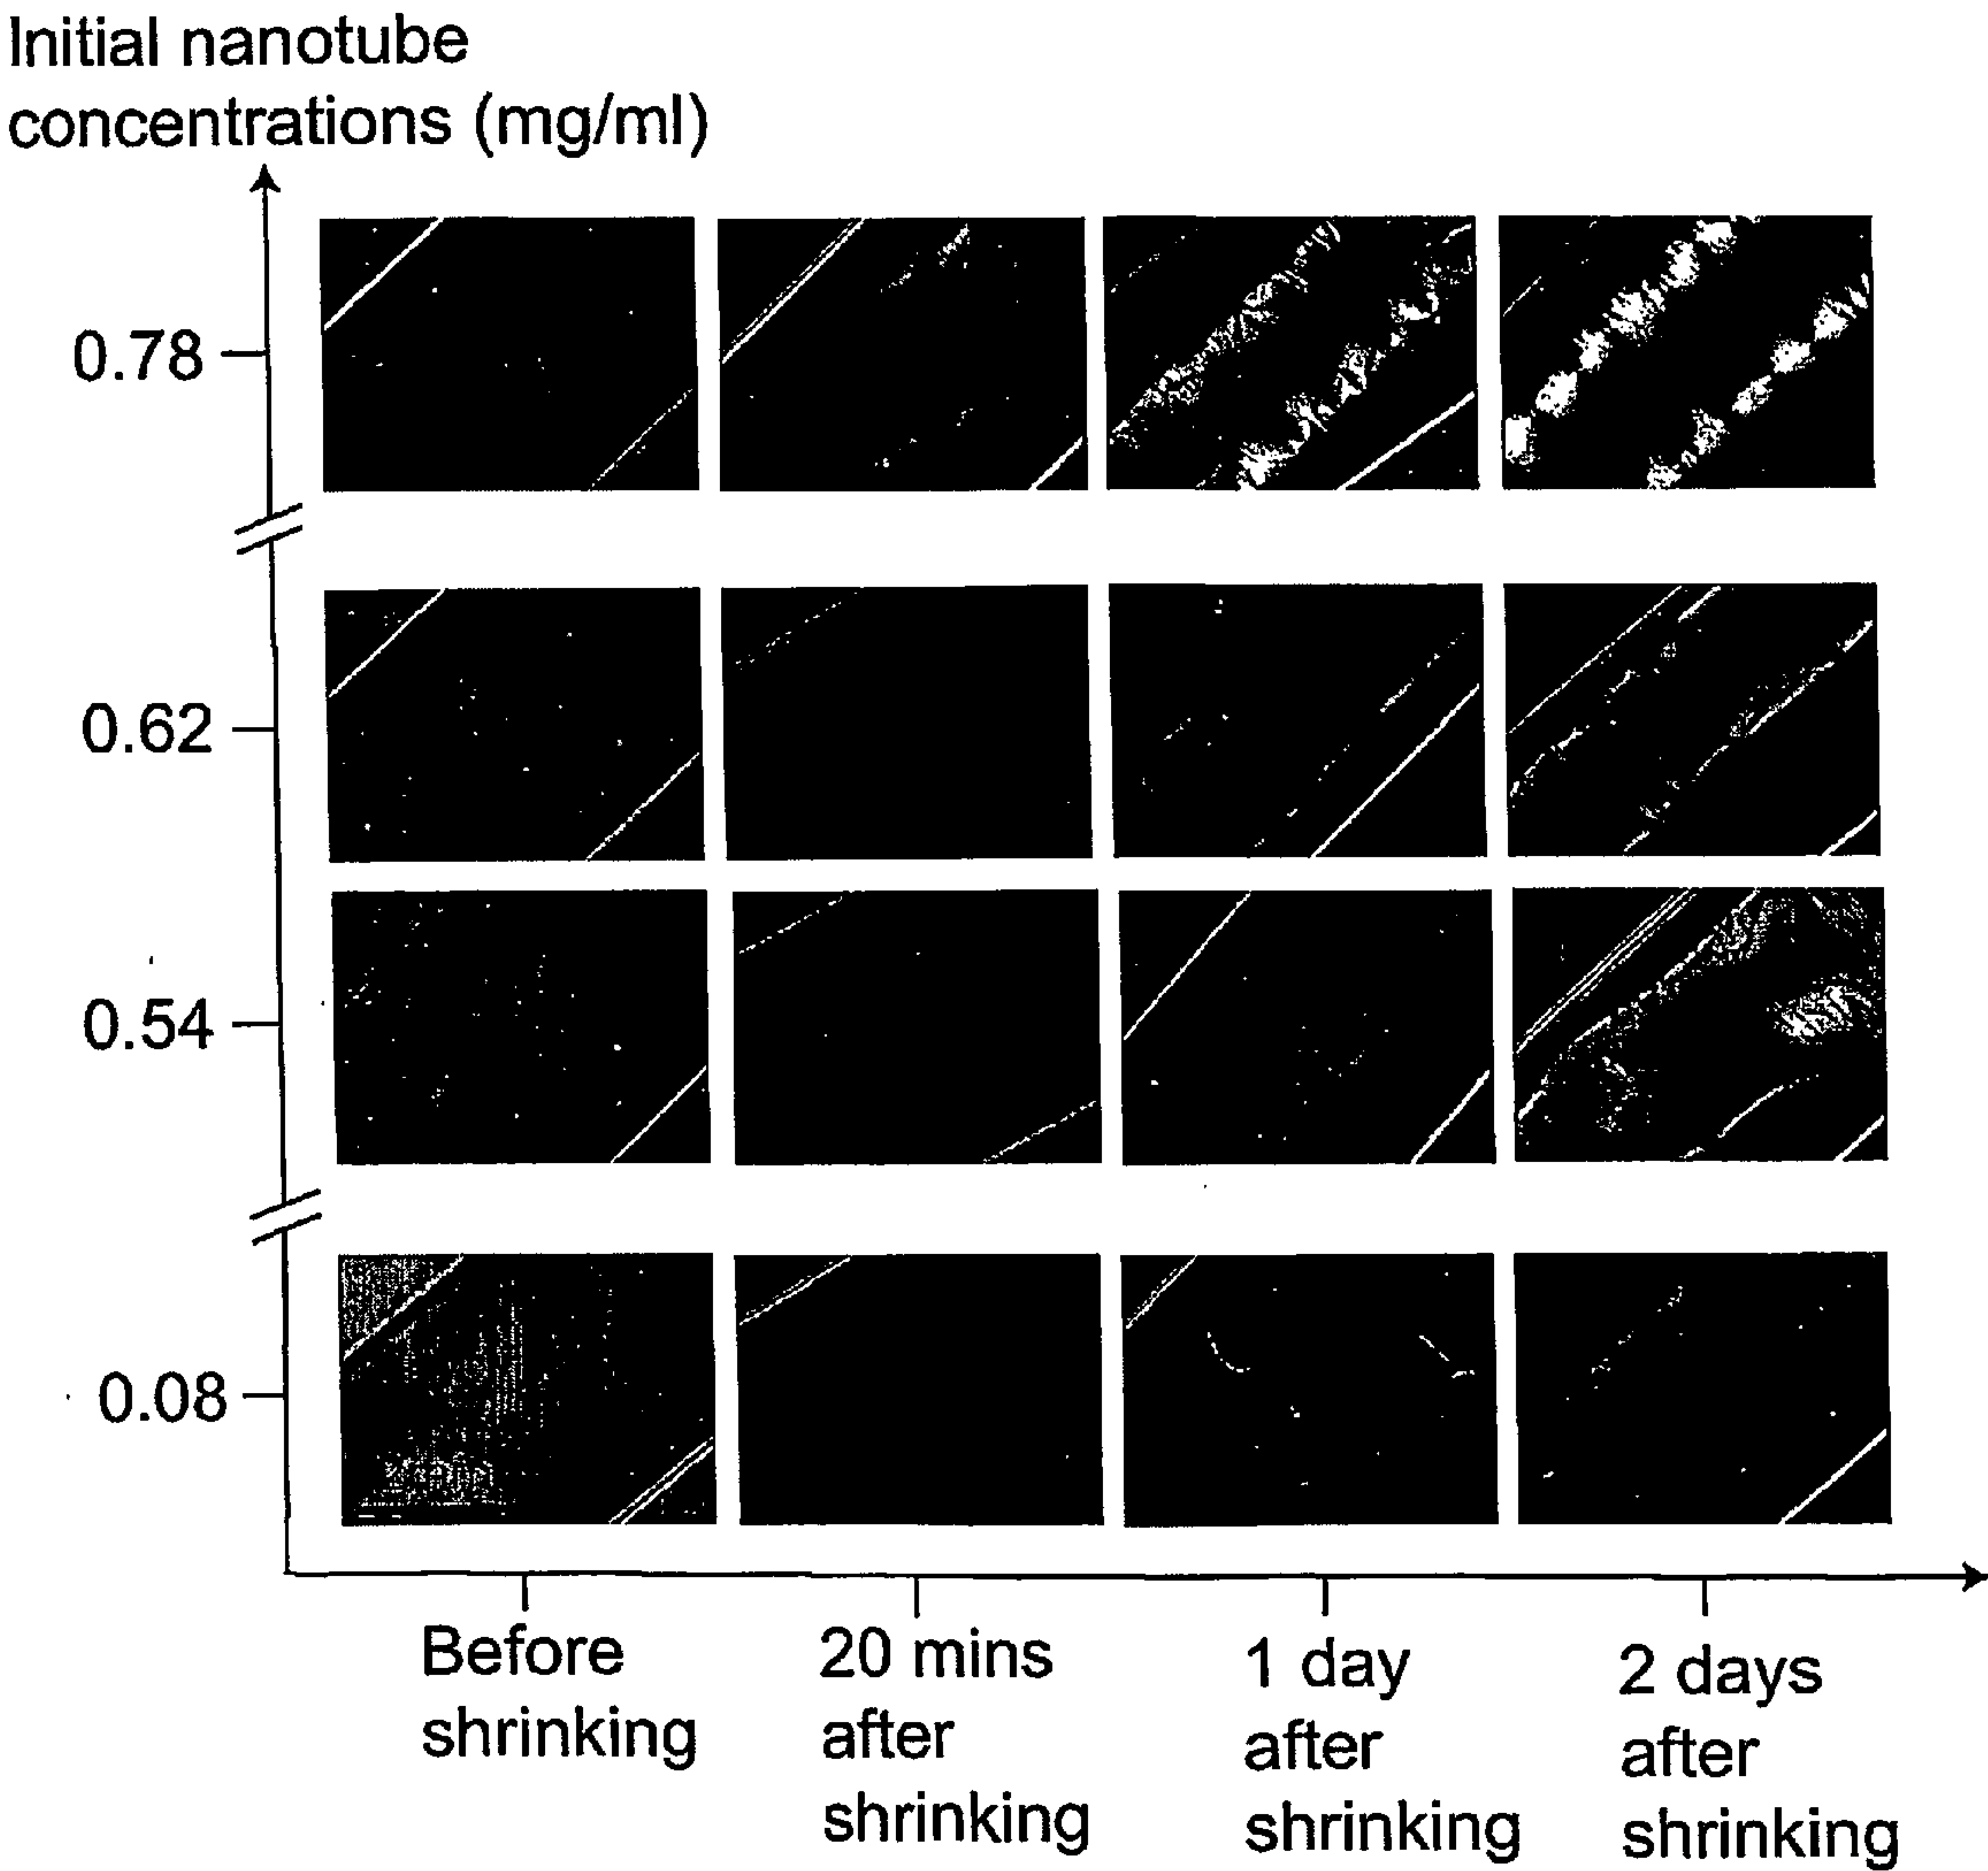 Initial nanotube
concentrations (mg/ml)
0.78
0.62
0.54
0.08
Before
shrinking
20 mins
after
shrinking
1 day
after
shrinking
2 days
after
shrinking